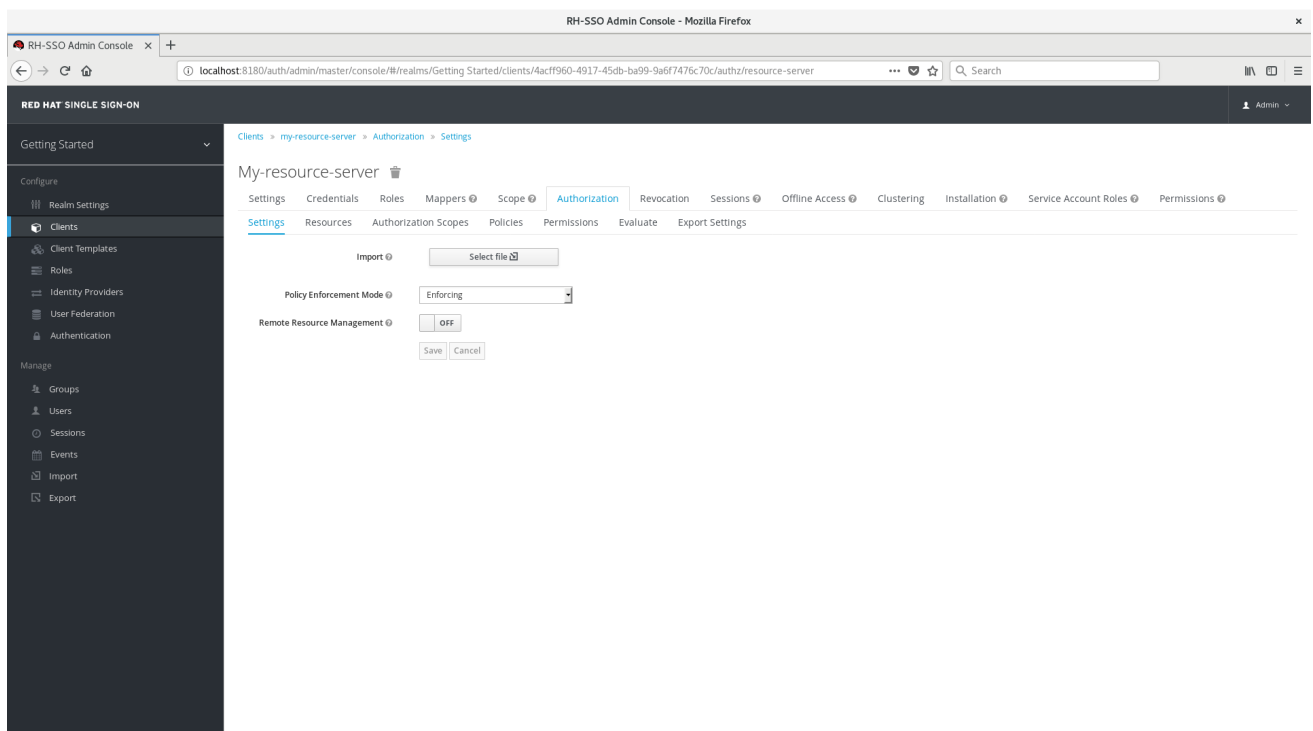 RH-SSO Admin Console - Mozilla Firefox
RH-SSO Admin Console
localhost:8180/auth/admin/master/console/#/realms/Getting Started/clients/4acff960-4917-45db-ba99-9a6f7476c70c/authz/resource-server
Search
RED HAT SINGLE SIGN-ON
Admin
Getting Started
Configure
Realm Settings
Clients
Client Templates
Roles
Identity Providers
User Federation
Authentication
Manage
Groups
Users
Sessions
Events
Import
Export
Clients » my-resource-server » Authorization » Settings
My-resource-server
Settings Credentials Roles Mappers Scope Authorization Revocation Sessions Offline Access Clustering Installation Service Account Roles Permissions
Settings Resources Authorization Scopes Policies Permissions Evaluate Export Settings
Import Select file
Policy Enforcement Mode Enforcing
Remote Resource Management OFF
Save Cancel